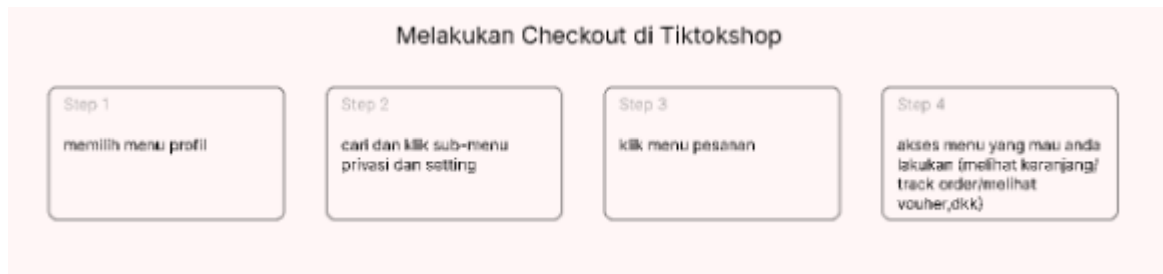 Melakukan Checkout di Tiktokshop
Step 1
memilih menu profil
Step 2
cari dan klik sub-menu
privasi dan setting
Step 3
klik menu pesanan
Step 4
akses menu yang mau anda
lakukan (melihat keranjang/
track order/melihat
vouher,dkk)